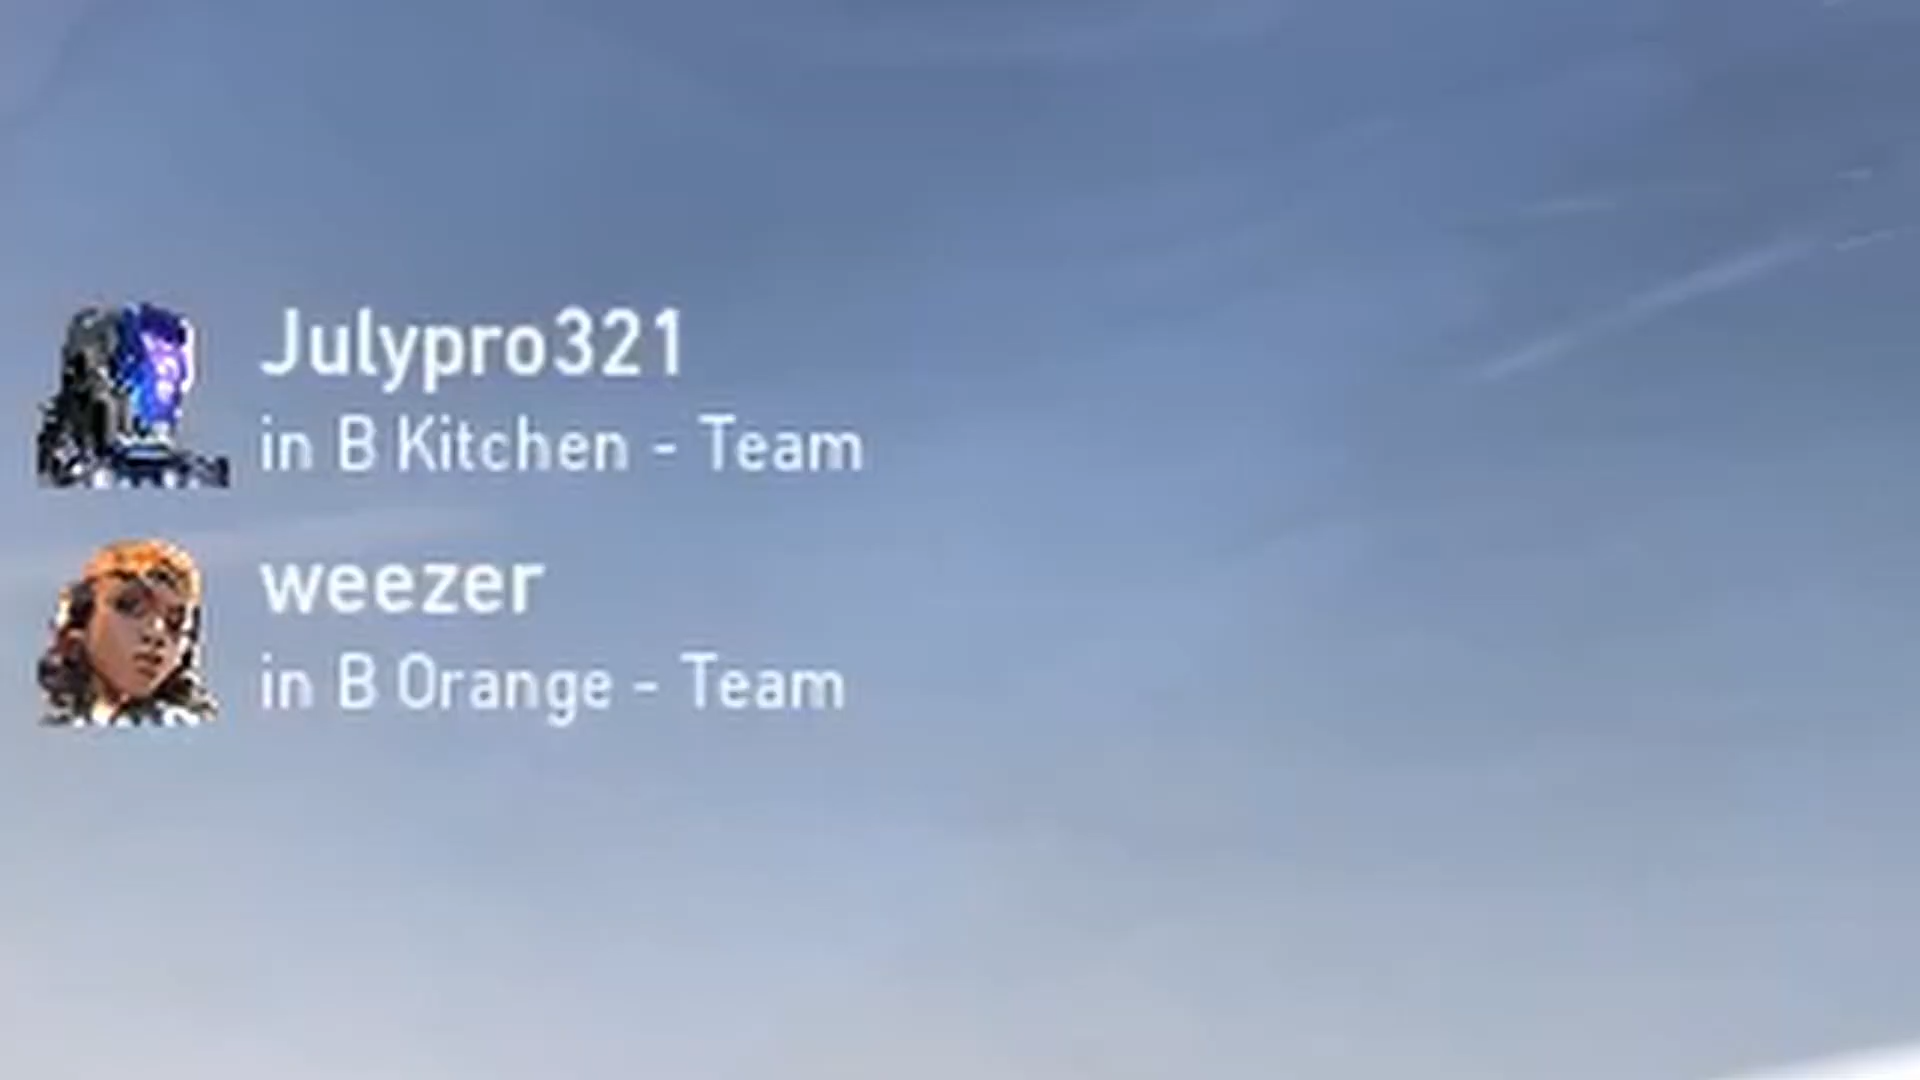 Julypro321
in B Kitchen - Team
weezer
in B Orange - Team